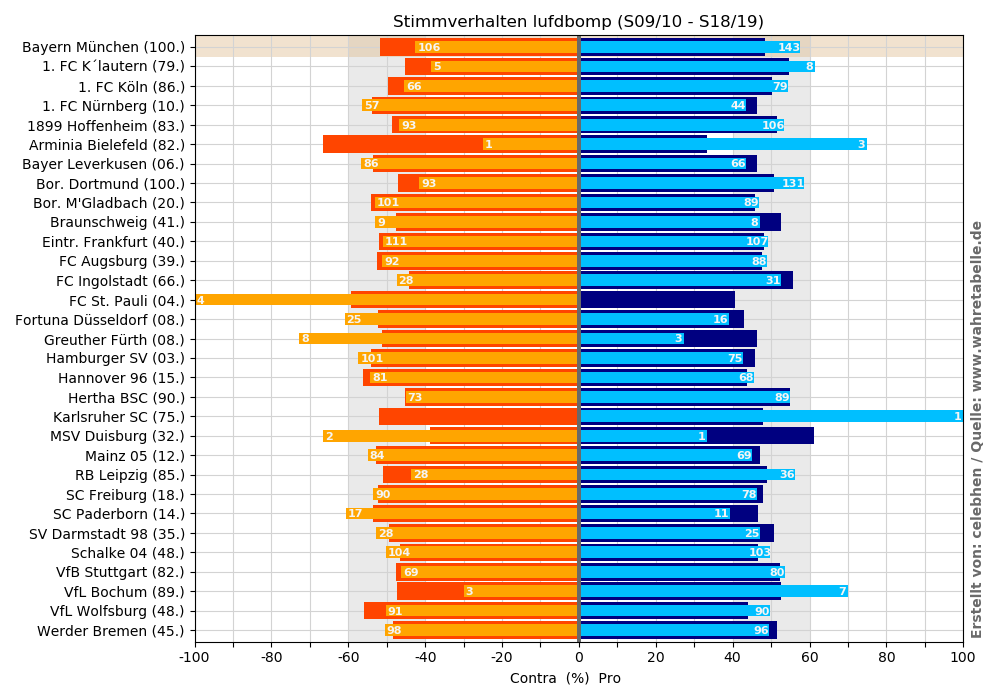 Stimmverhalten lufdbomp (S09/10 - S18/19)
Bayern München (100.) 106 143
1. FC K´lautern (79.) 5 8
1. FC Köln (86.) 66 79
1. FC Nürnberg (10.) 57 44
1899 Hoffenheim (83.) 93 106
Arminia Bielefeld (82.) 1 3
Bayer Leverkusen (06.) 86 66
Bor. Dortmund (100.) 93 131
Bor. M'Gladbach (20.) 101 89
Braunschweig (41.) 9 8
Eintr. Frankfurt (40.) 111 107
FC Augsburg (39.) 92 88
FC Ingolstadt (66.) 28 31
FC St. Pauli (04.) 4
Fortuna Düsseldorf (08.) 25 16
Greuther Fürth (08.) 8 3
Hamburger SV (03.) 101 75
Hannover 96 (15.) 81 68
Hertha BSC (90.) 73 89
Karlsruher SC (75.) 1
MSV Duisburg (32.) 2 1
Mainz 05 (12.) 84 69
RB Leipzig (85.) 28 36
SC Freiburg (18.) 90 78
SC Paderborn (14.) 17 11
SV Darmstadt 98 (35.) 28 25
Schalke 04 (48.) 104 103
VfB Stuttgart (82.) 69 80
VfL Bochum (89.) 3 7
VfL Wolfsburg (48.) 91 90
Werder Bremen (45.) 98 96
-100 -80 -60 -40 -20 0 20 40 60 80 100
Contra (%) Pro
Erstellt von: celebhen / Quelle: www.wahretabelle.de